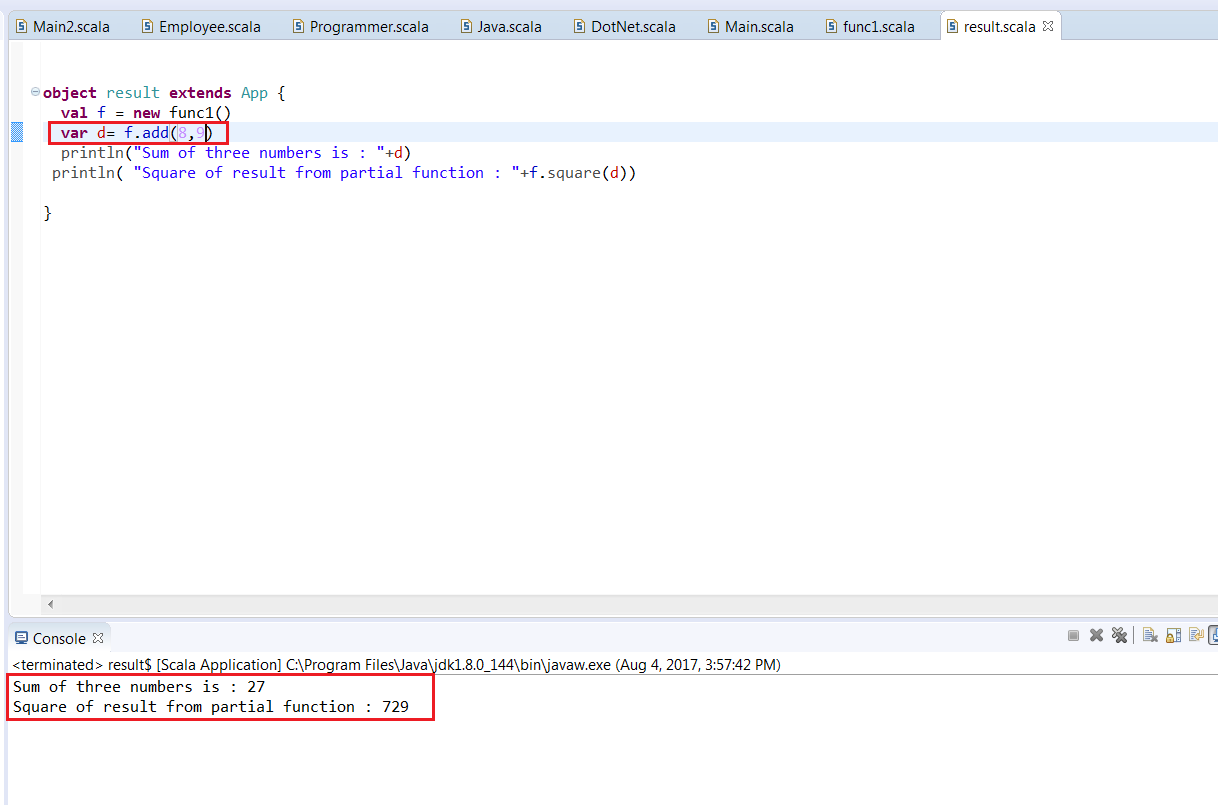 Main2.scala Employee.scala Programmer.scala Java.scala DotNet.scala Main.scala func1.scala result.scala
object result extends App {
val f = new func1()
var d= f.add(8,9)
println("Sum of three numbers is : "+d)
println( "Square of result from partial function : "+f.square(d))
}
Console
<terminated> result$ [Scala Application] C:\Program Files\Java\jdk1.8.0_144\bin\javaw.exe (Aug 4, 2017, 3:57:42 PM)
Sum of three numbers is : 27
Square of result from partial function : 729